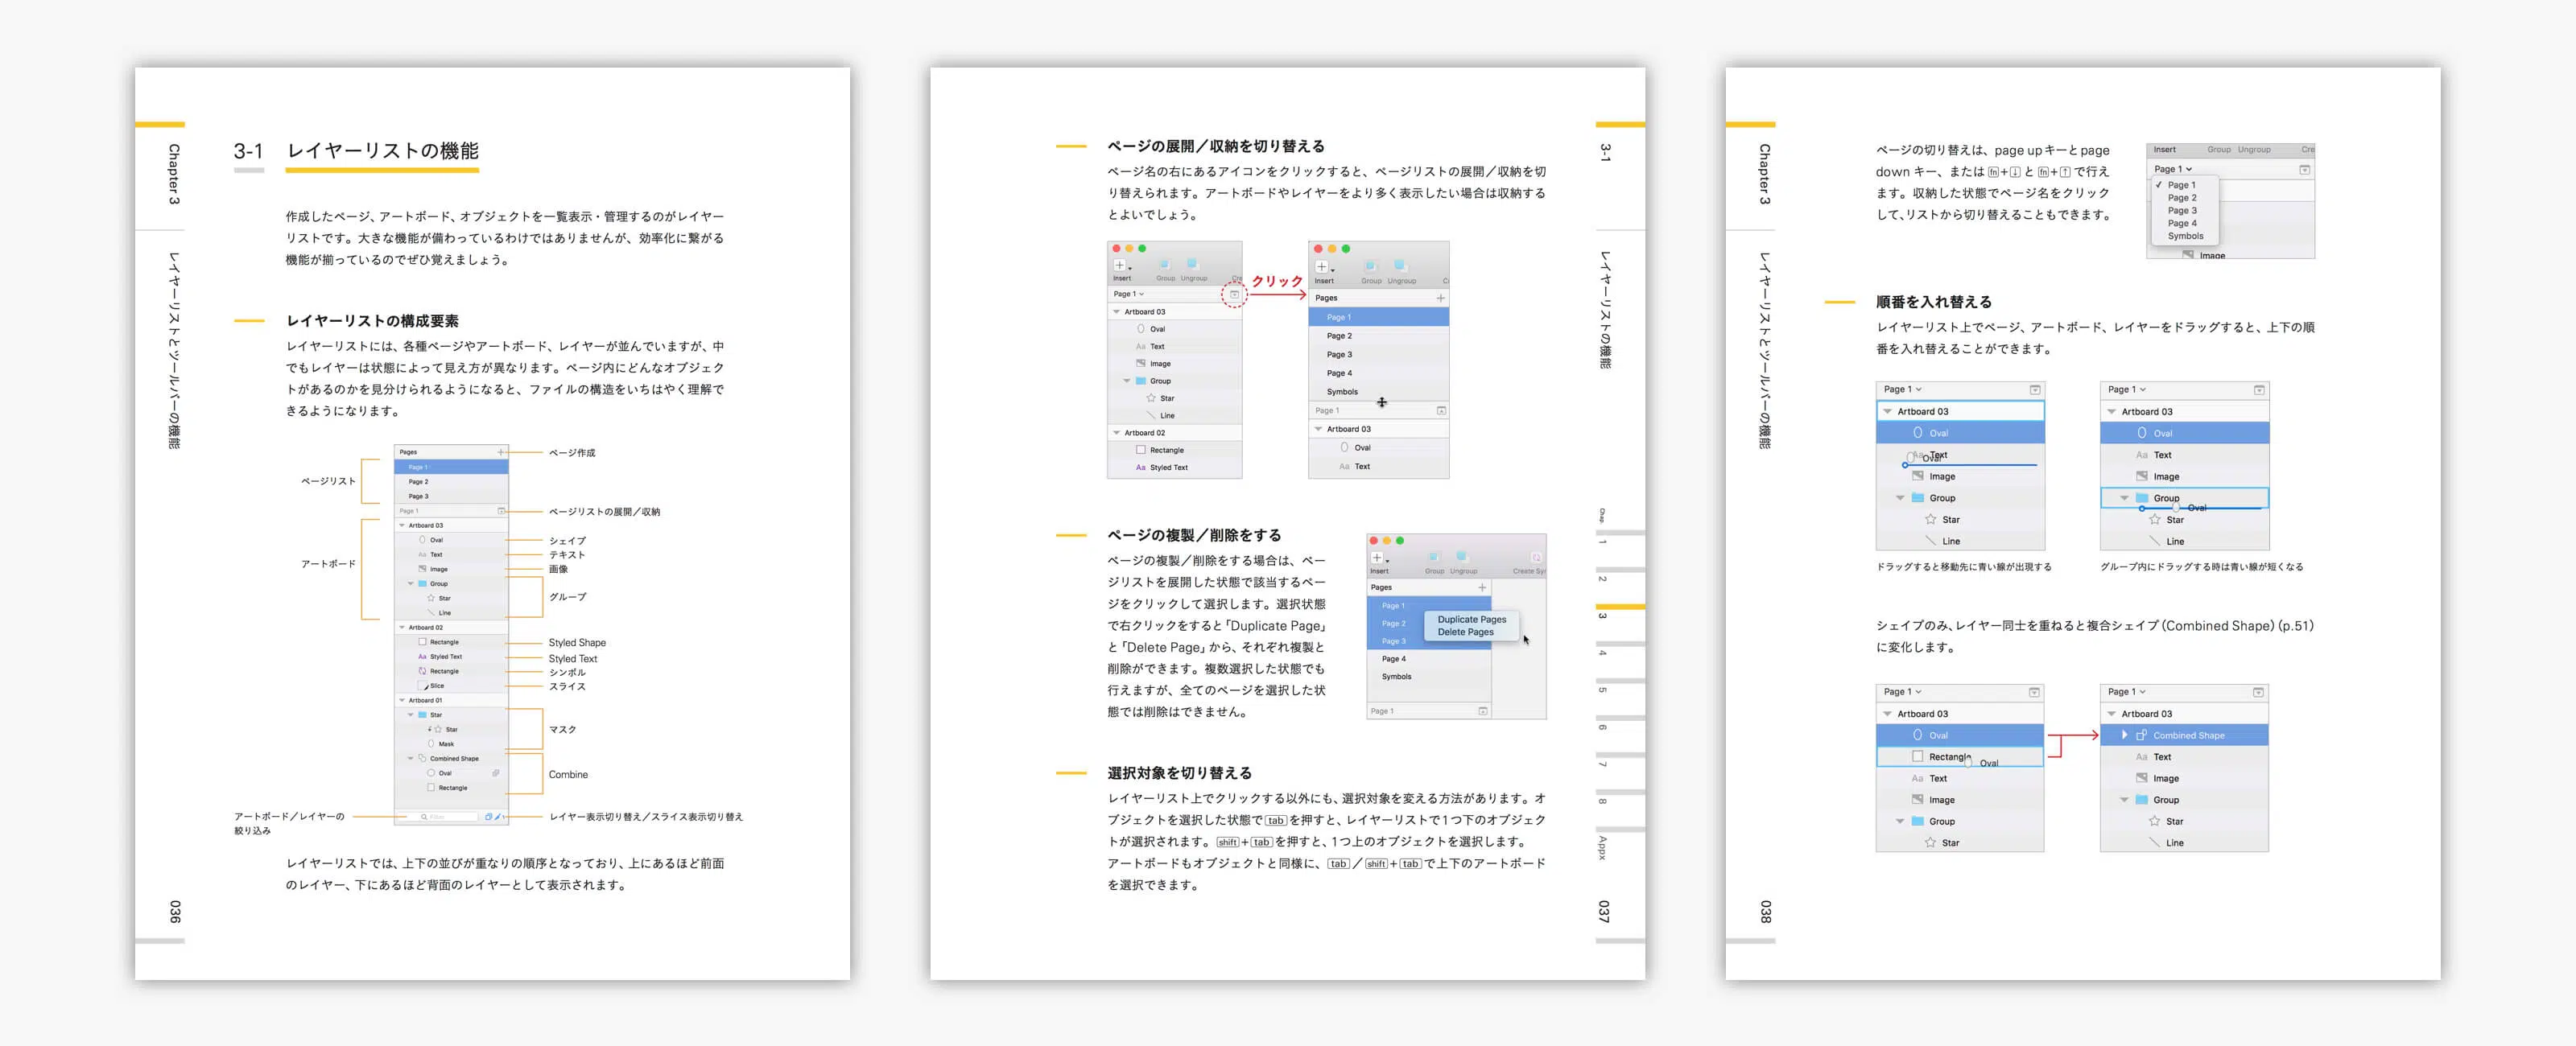 Chapter 3
レイヤーリストとツールバーの機能
036
3-1 レイヤーリストの機能
作成したページ、アートボード、オブジェクトを一覧表示・管理するのがレイヤー
リストです。大きな機能が備わっているわけではありませんが、効率化に繋がる
機能が揃っているのでぜひ覚えましょう。
レイヤーリストの構成要素
レイヤーリストには、各種ページやアートボード、レイヤーが並んでいますが、中
でもレイヤーは状態によって見え方が異なります。ページ内にどんなオブジェク
トがあるのかを見分けられるようになると、ファイルの構造をいちはやく理解で
きるようになります。
ページリスト
アートボード
アートボード／レイヤーの
絞り込み
Pages
Page 1
Page 2
Page 3
Page 1
Artboard 03
Oval
Text
Image
Group
Star
Line
Artboard 02
Rectangle
Styled Text
Rectangle
Slice
Artboard 01
Star
Star
Mask
Combined Shape
Oval
Rectangle
Filter
ページ作成
ページリストの展開／収納
シェイプ
テキスト
画像
グループ
Styled Shape
Styled Text
シンボル
スライス
マスク
Combine
レイヤー表示切り替え／スライス表示切り替え
レイヤーリストでは、上下の並びが重なりの順序となっており、上にあるほど前面
のレイヤー、下にあるほど背面のレイヤーとして表示されます。
ページの展開／収納を切り替える
ページ名の右にあるアイコンをクリックすると、ページリストの展開／収納を切
り替えられます。アートボードやレイヤーをより多く表示したい場合は収納する
とよいでしょう。
Insert Group Ungroup Cre
Page 1
Artboard 03
Oval
Aa Text
Image
Group
Star
Line
Artboard 02
Rectangle
Aa Styled Text
クリック
Insert Group Ungroup C
Pages
Page 1
Page 2
Page 3
Page 4
Symbols
Page 1
Artboard 03
Oval
Aa Text
ページの複製／削除をする
ページの複製／削除をする場合は、ペー
ジリストを展開した状態で該当するペー
ジをクリックして選択します。選択状態
で右クリックをすると「Duplicate Page」
と「Delete Page」から、それぞれ複製と
削除ができます。複数選択した状態でも
行えますが、全てのページを選択した状
態では削除はできません。
Insert Group Ungroup Create Sy
Pages
Page 1
Page 2
Page 3
Page 4
Symbols
Page 1
Duplicate Pages
Delete Pages
選択対象を切り替える
レイヤーリスト上でクリックする以外にも、選択対象を変える方法があります。オ
ブジェクトを選択した状態でtabを押すと、レイヤーリストで1つ下のオブジェク
トが選択されます。shift+tabを押すと、1つ上のオブジェクトを選択します。
アートボードもオブジェクトと同様に、tab／shift+tabで上下のアートボード
を選択できます。
3-1
レイヤーリストの機能
Chap.
1
2
3
4
5
6
7
8
Appx
037
Chapter 3
レイヤーリストとツールバーの機能
038
ページの切り替えは、page upキーとpage
downキー、またはfn+↓とfn+↑で行え
ます。収納した状態でページ名をクリック
して、リストから切り替えることもできます。
Insert Group Ungroup Cre
Page 1
✓ Page 1
Page 2
Page 3
Page 4
Symbols
Image
順番を入れ替える
レイヤーリスト上でページ、アートボード、レイヤーをドラッグすると、上下の順
番を入れ替えることができます。
Page 1
Artboard 03
Oval
Aa Text
Oval
Image
Group
Star
Line
ドラッグすると移動先に青い線が出現する
Page 1
Artboard 03
Oval
Aa Text
Image
Group
Oval
Star
Line
グループ内にドラッグする時は青い線が短くなる
シェイプのみ、レイヤー同士を重ねると複合シェイプ（Combined Shape）（p.51）
に変化します。
Page 1
Artboard 03
Oval
Rectangle
Oval
Aa Text
Image
Group
Star
Page 1
Artboard 03
Combined Shape
Aa Text
Image
Group
Star
Line